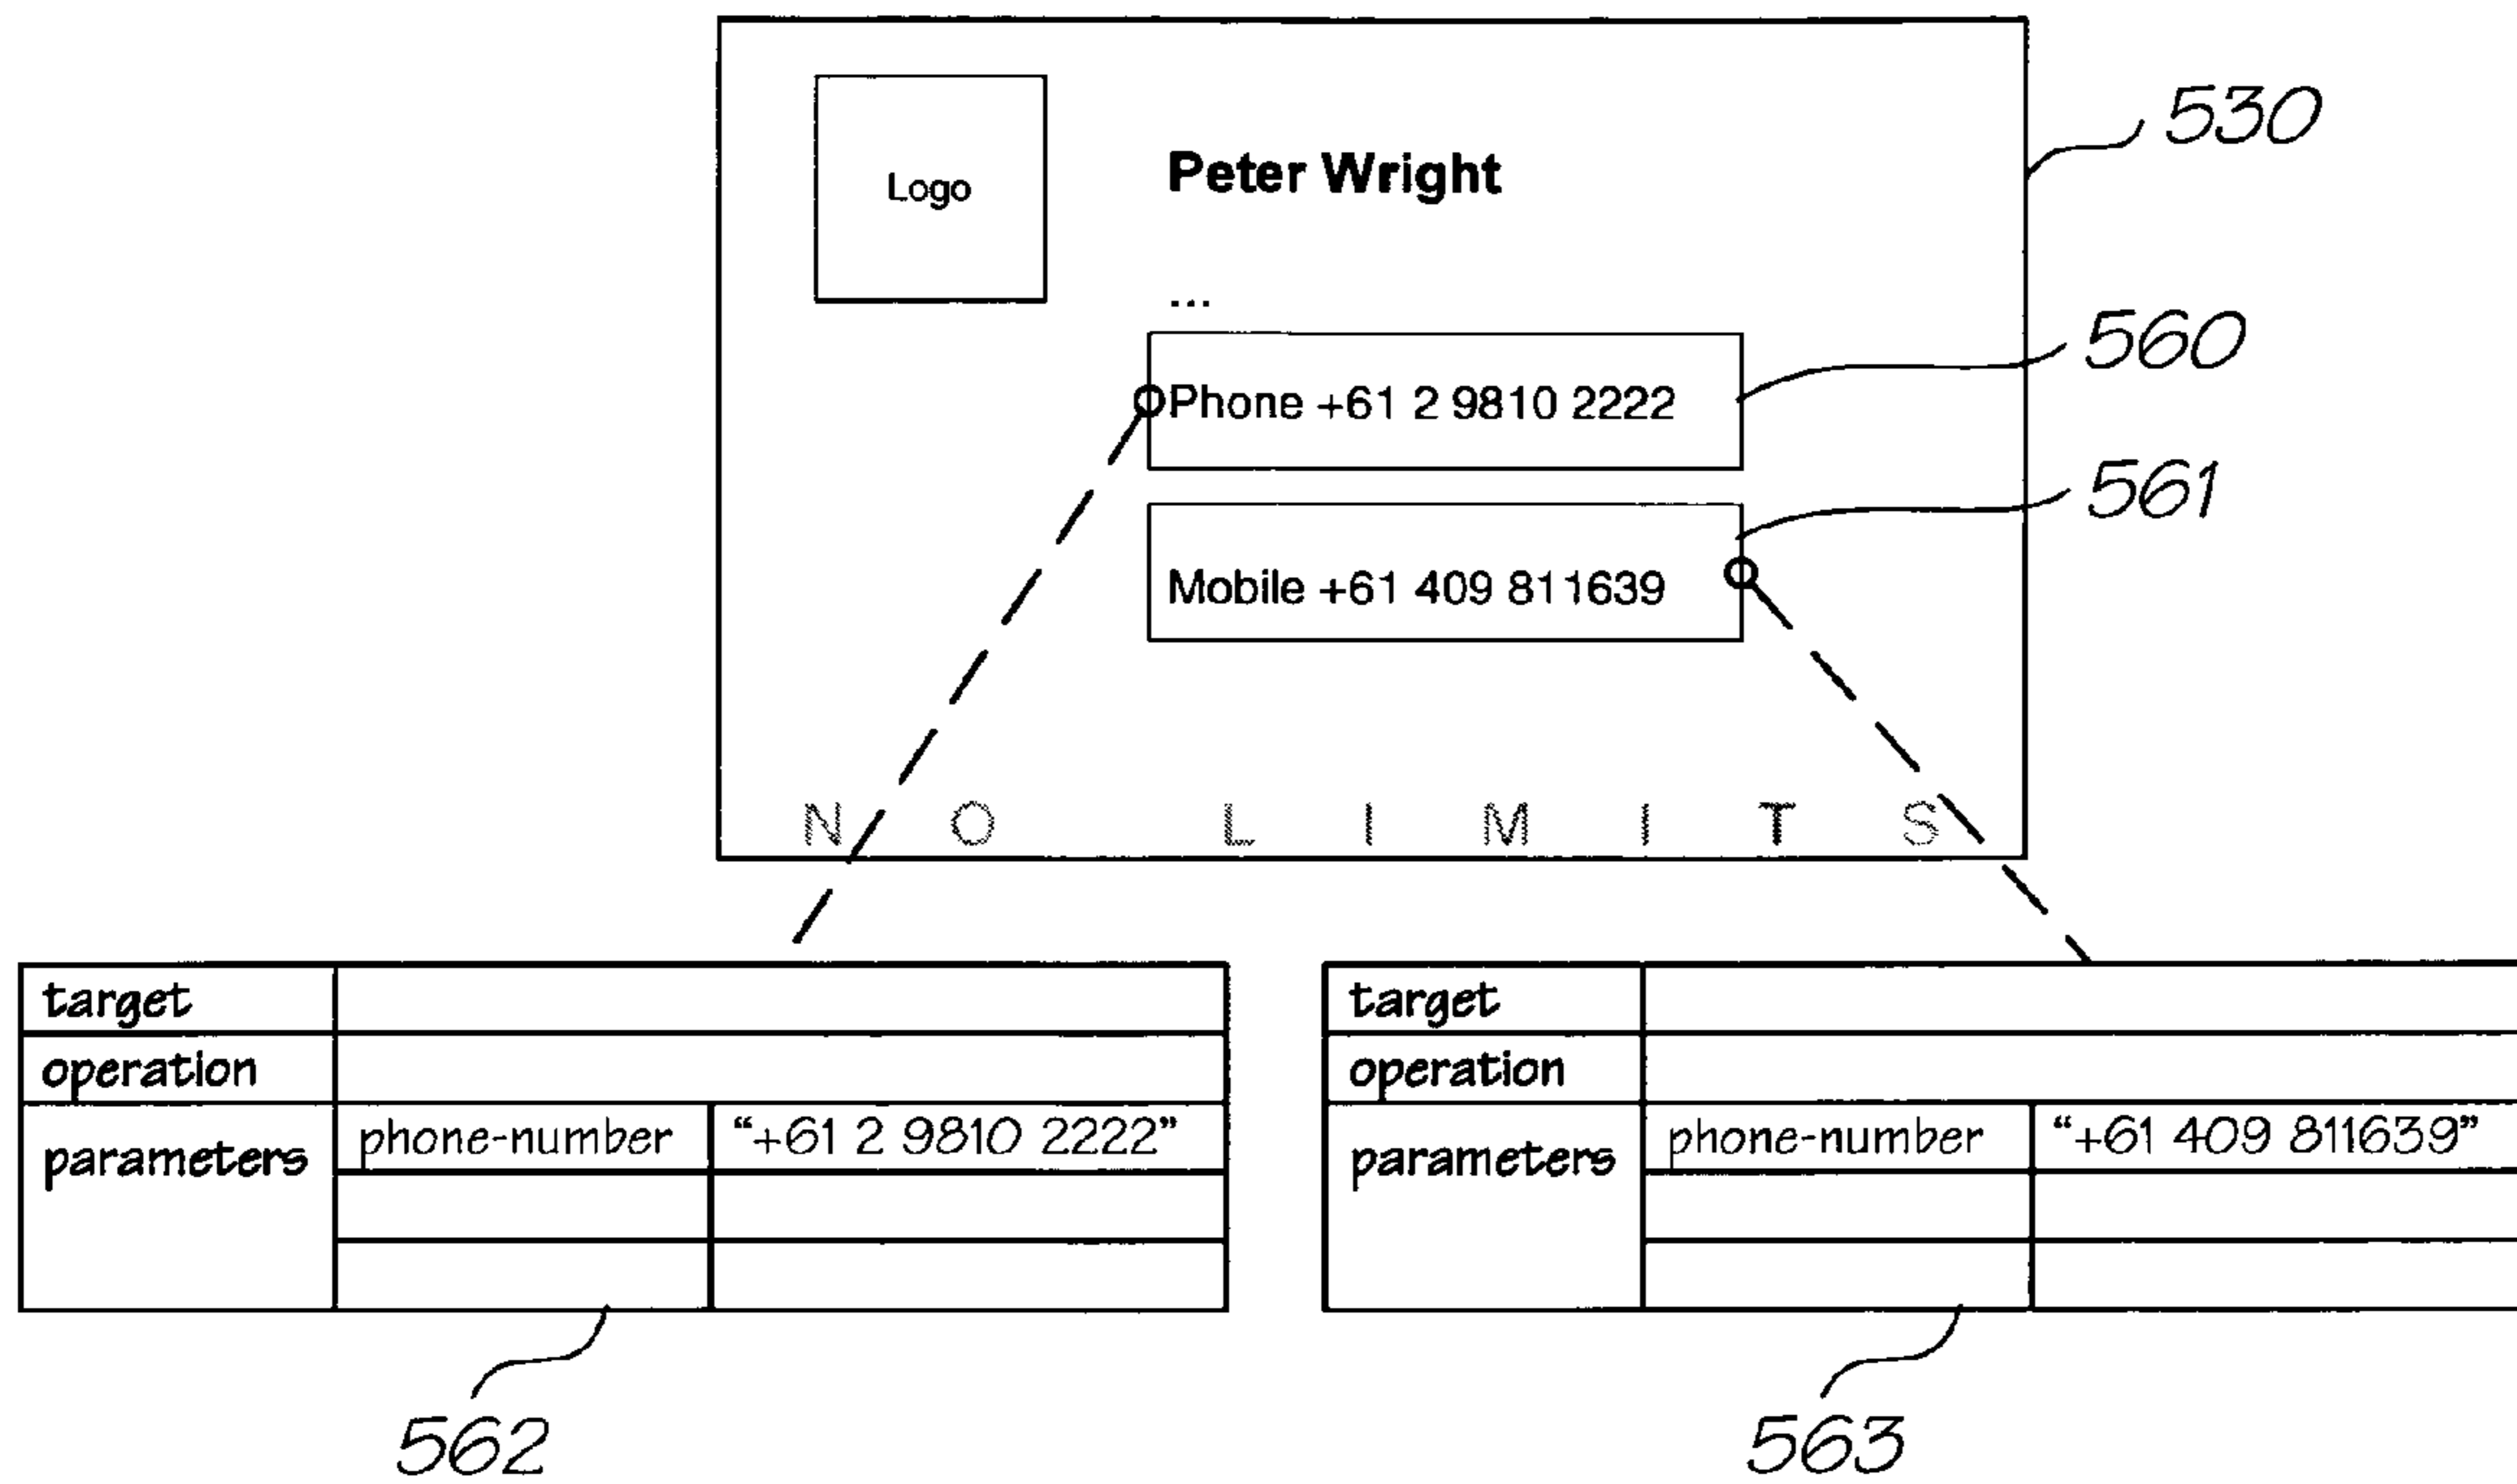 Logo
Peter Wright
530
...
560
Phone +61 2 9810 2222
561
Mobile +61 409 811639
N O L I M I T S
target
operation
parameters phone-number “+61 2 9810 2222”
562
target
operation
parameters phone-number “+61 409 811639”
563